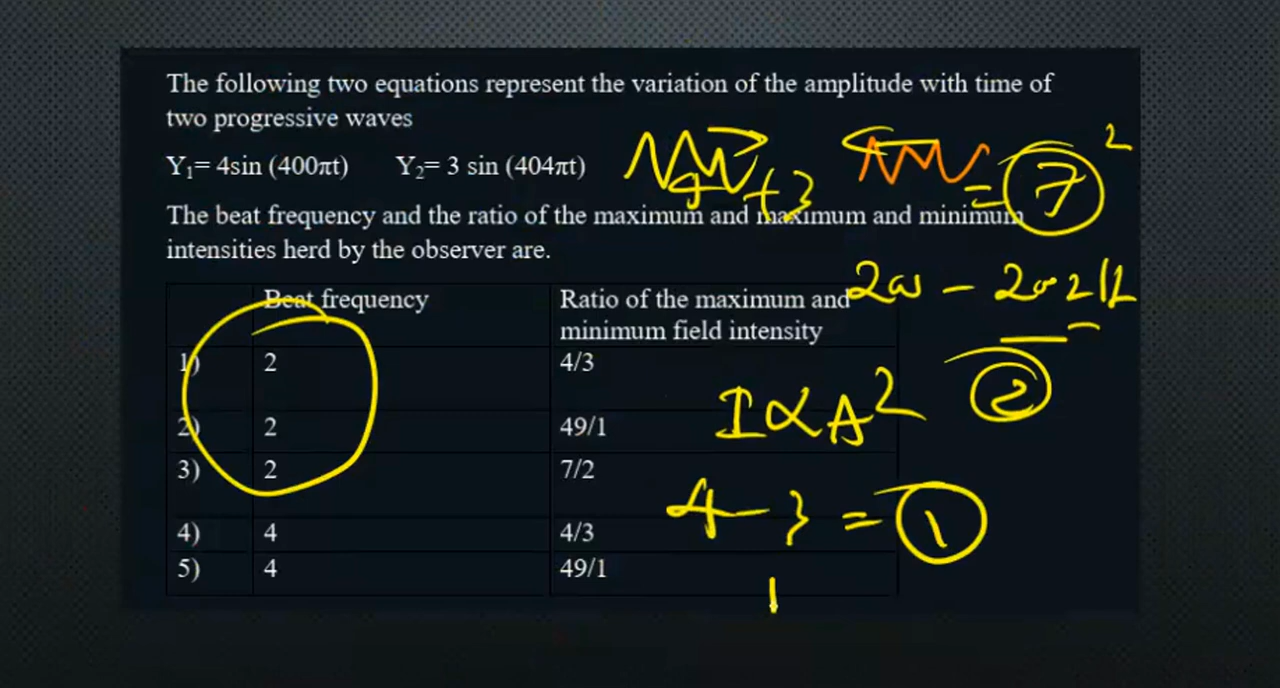 The following two equations represent the variation of the amplitude with time of
two progressive waves
Y₁= 4sin (400πt) Y₂= 3 sin (404πt)
4 + 3 = 7²
The beat frequency and the ratio of the maximum and maximum and minimum
intensities herd by the observer are.
Beat frequency Ratio of the maximum and
minimum field intensity
202
2
1) 2 4/3
I∝A²
2) 2 49/1
3) 2 7/2
4 - 3 = 1
4) 4 4/3
5) 4 49/1
1